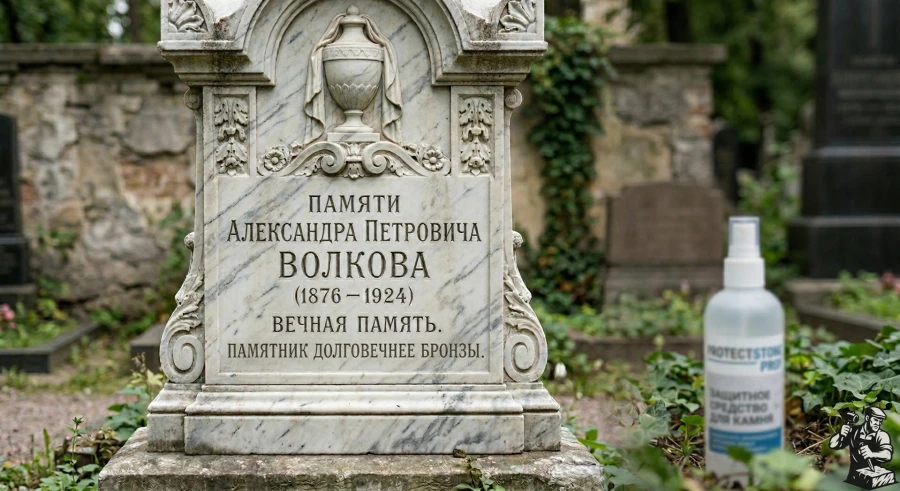 ПАМЯТИ
АЛЕКСАНДРА ПЕТРОВИЧА
ВОЛКОВА
(1876 – 1924)
ВЕЧНАЯ ПАМЯТЬ.
ПАМЯТНИК ДОЛГОВЕЧНЕЕ БРОНЗЫ.
PROTECTSTONE
PRO
ЗАЩИТНОЕ
СРЕДСТВО
ДЛЯ КАМНЯ